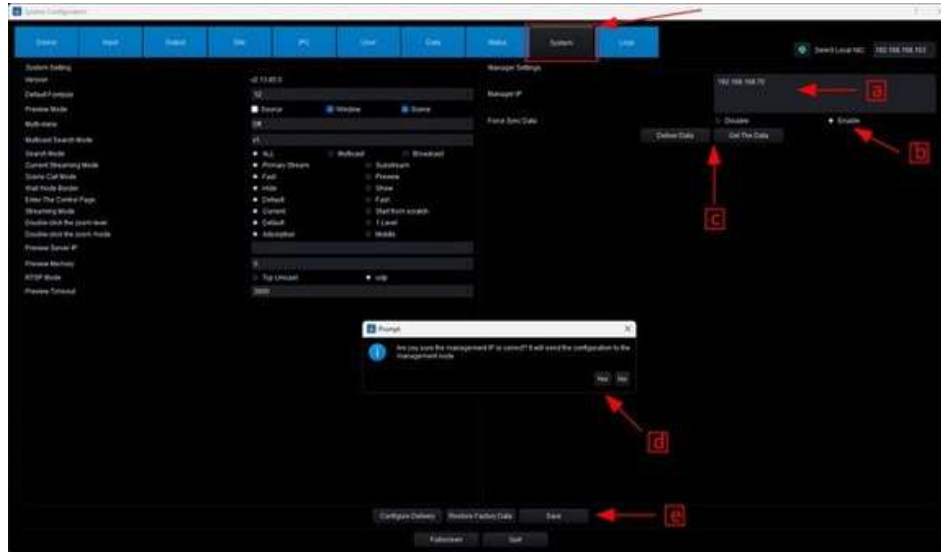 System Configuration
Device Input Output Site IPC User Data Status System Logs
Select Local NIC 192.168.168.163
System Setting
Manager Settings
Version
Default Fontsize 12
192.168.168.70
Manager IP
Preview Mode Source Window Scene
Multi-menu Off
Force Sync Data Disable Enable
Multicast Search Mode v1
Deliver Data Get The Data
Search Mode ALL Multicast Broadcast
Current Streaming Mode Primary Stream Substream
Scene Call Mode Fast Preview
Wall Node Border Hide Show
Enter The Control Page Default Fast
Streaming Mode Current Start from scratch
Double-click the zoom level Default 1 Level
Double-click the zoom mode Adsorption Middle
Preview Server IP
Preview Memory 0
RTSP Mode Tcp Unicast udp
Preview Timeout 3000
a
b
c
Prompt
Are you sure the management IP is correct? It will send the configuration to the
management node
Yes No
d
Configure Delivery Restore Factory Data Save
e
Fullscreen Quit